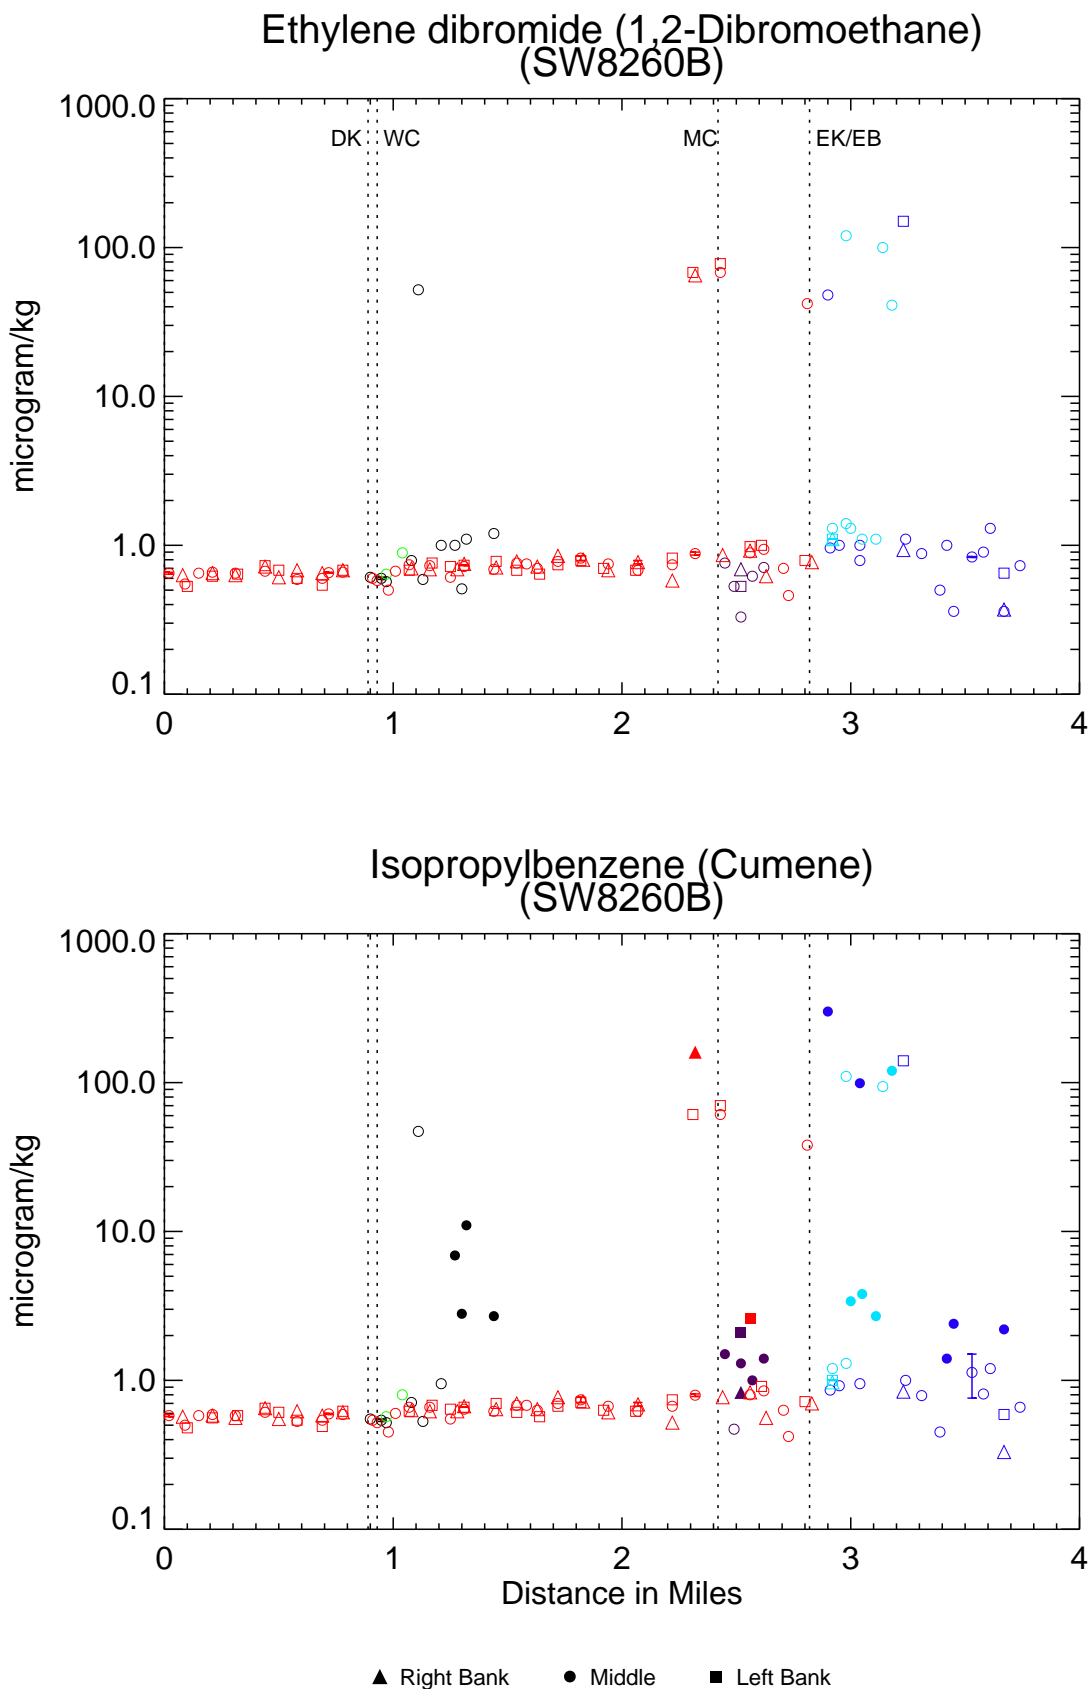 Ethylene dibromide (1,2-Dibromoethane)
(SW8260B)
1000.0
100.0
10.0
1.0
0.1
microgram/kg
DK
WC
MC
EK/EB
0 1 2 3 4
Isopropylbenzene (Cumene)
(SW8260B)
1000.0
100.0
10.0
1.0
0.1
microgram/kg
0 1 2 3 4
Distance in Miles
Right Bank Middle Left Bank